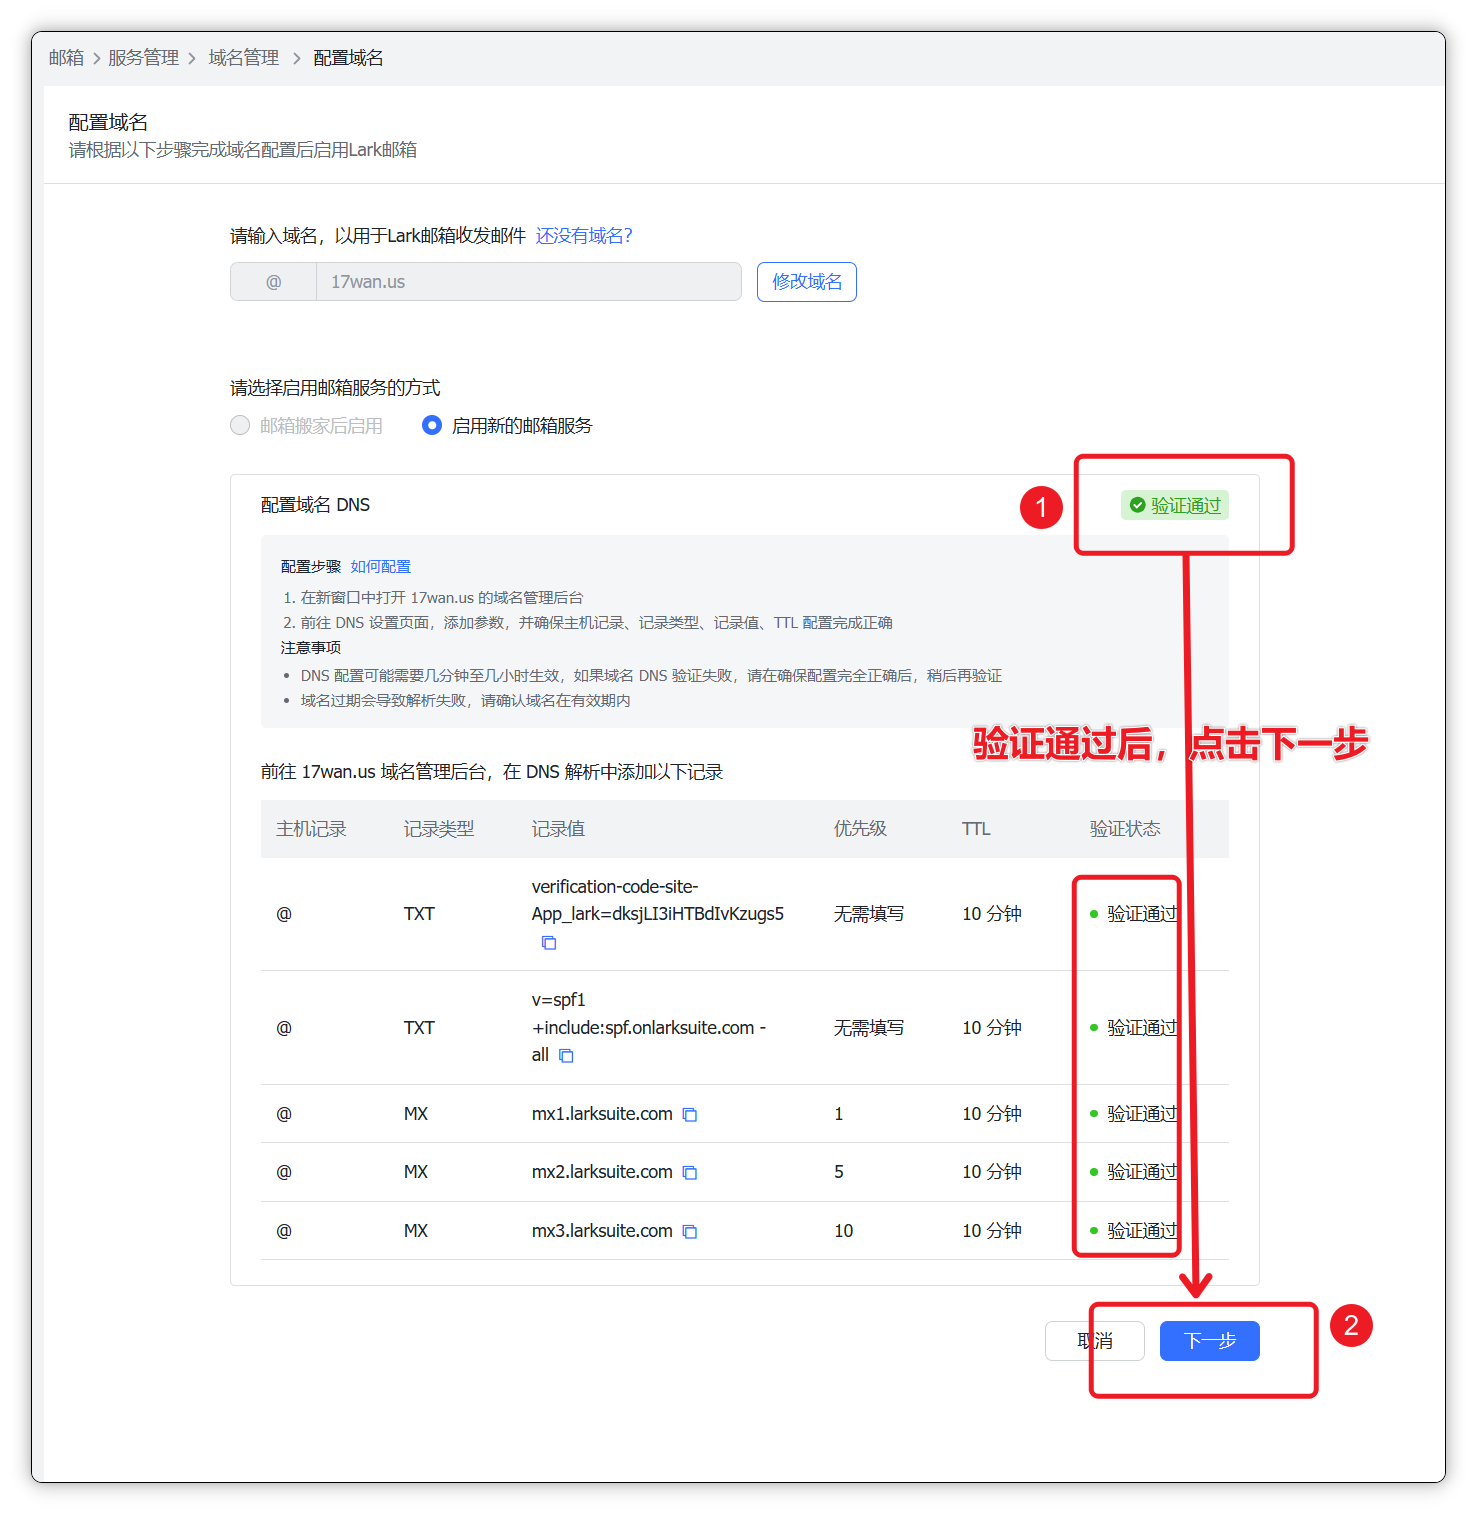 邮箱 > 服务管理 > 域名管理 > 配置域名
配置域名
请根据以下步骤完成域名配置后启用Lark邮箱
请输入域名，以用于Lark邮箱收发邮件 还没有域名？
@ 17wan.us 修改域名
请选择启用邮箱服务的方式
邮箱搬家后启用 启用新的邮箱服务
配置域名 DNS 1 验证通过
配置步骤 如何配置
1. 在新窗口中打开 17wan.us 的域名管理后台
2. 前往 DNS 设置页面，添加参数，并确保主机记录、记录类型、记录值、TTL 配置完成正确
注意事项
• DNS 配置可能需要几分钟至几小时生效，如果域名 DNS 验证失败，请在确保配置完全正确后，稍后再验证
• 域名过期会导致解析失败，请确认域名在有效期内
验证通过后，点击下一步
前往 17wan.us 域名管理后台，在 DNS 解析中添加以下记录
主机记录 记录类型 记录值 优先级 TTL 验证状态
verification-code-site-
@ TXT App_lark=dksjLI3iHTBdIvKzugs5 无需填写 10 分钟 验证通过
v=spf1
@ TXT +include:spf.onlarksuite.com - 无需填写 10 分钟 验证通过
all
@ MX mx1.larksuite.com 1 10 分钟 验证通过
@ MX mx2.larksuite.com 5 10 分钟 验证通过
@ MX mx3.larksuite.com 10 10 分钟 验证通过
取消 下一步 2